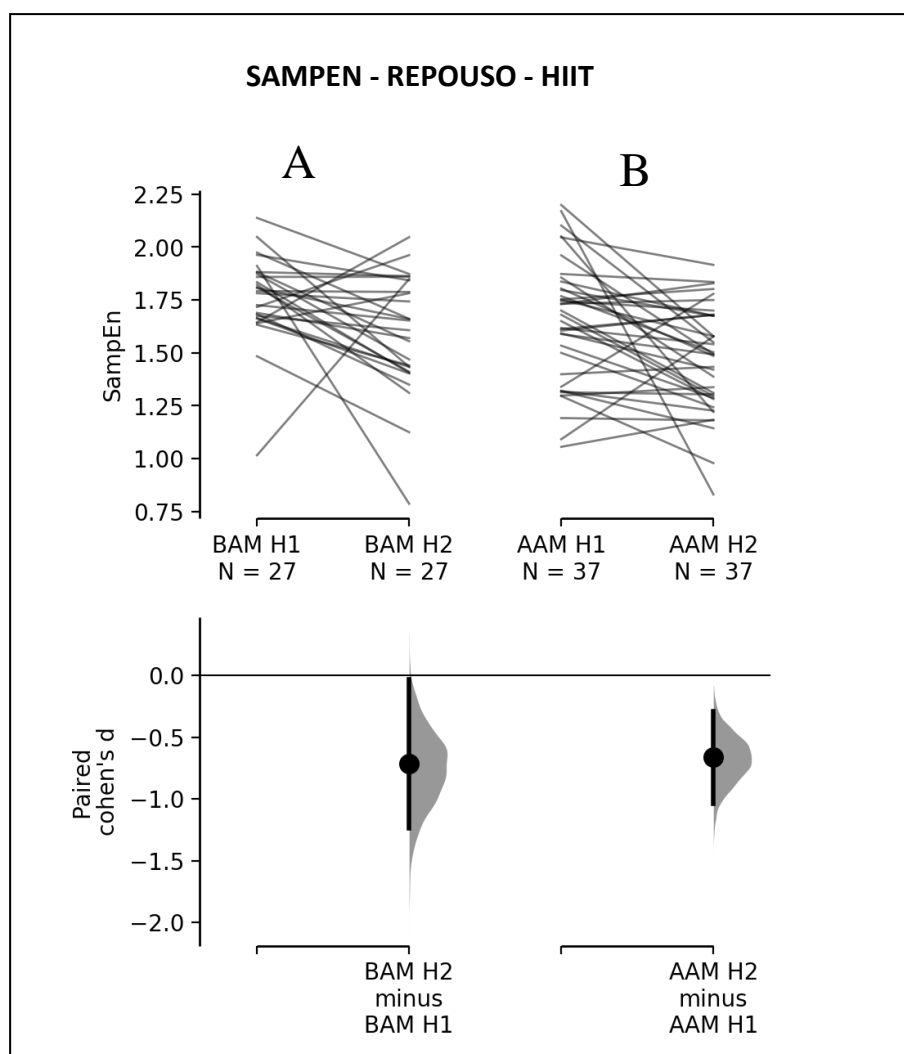 SAMPEN - REPOUSO - HIIT
A
B
2.25
2.00
1.75
1.50
1.25
1.00
0.75
SampEn
BAM H1
N = 27
BAM H2
N = 27
AAM H1
N = 37
AAM H2
N = 37
0.0
−0.5
−1.0
−1.5
−2.0
Paired
cohen's d
BAM H2
minus
BAM H1
AAM H2
minus
AAM H1